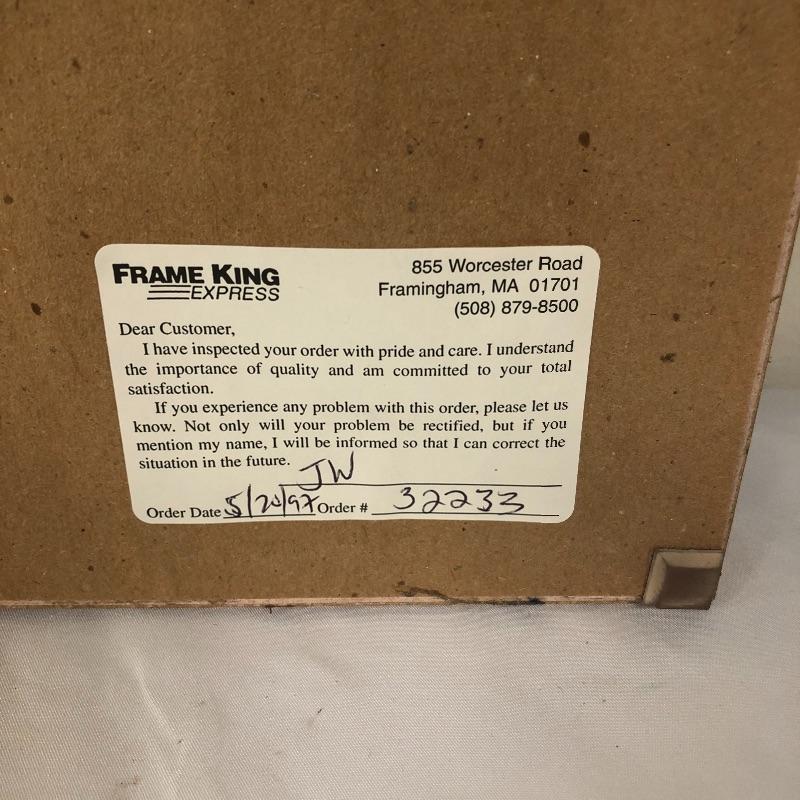 FRAME KING
EXPRESS
855 Worcester Road
Framingham, MA 01701
(508) 879-8500
Dear Customer,
I have inspected your order with pride and care. I understand
the importance of quality and am committed to your total
satisfaction.
If you experience any problem with this order, please let us
know. Not only will your problem be rectified, but if you
mention my name, I will be informed so that I can correct the
situation in the future.
JW
Order Date 5/20/97 Order # 32233